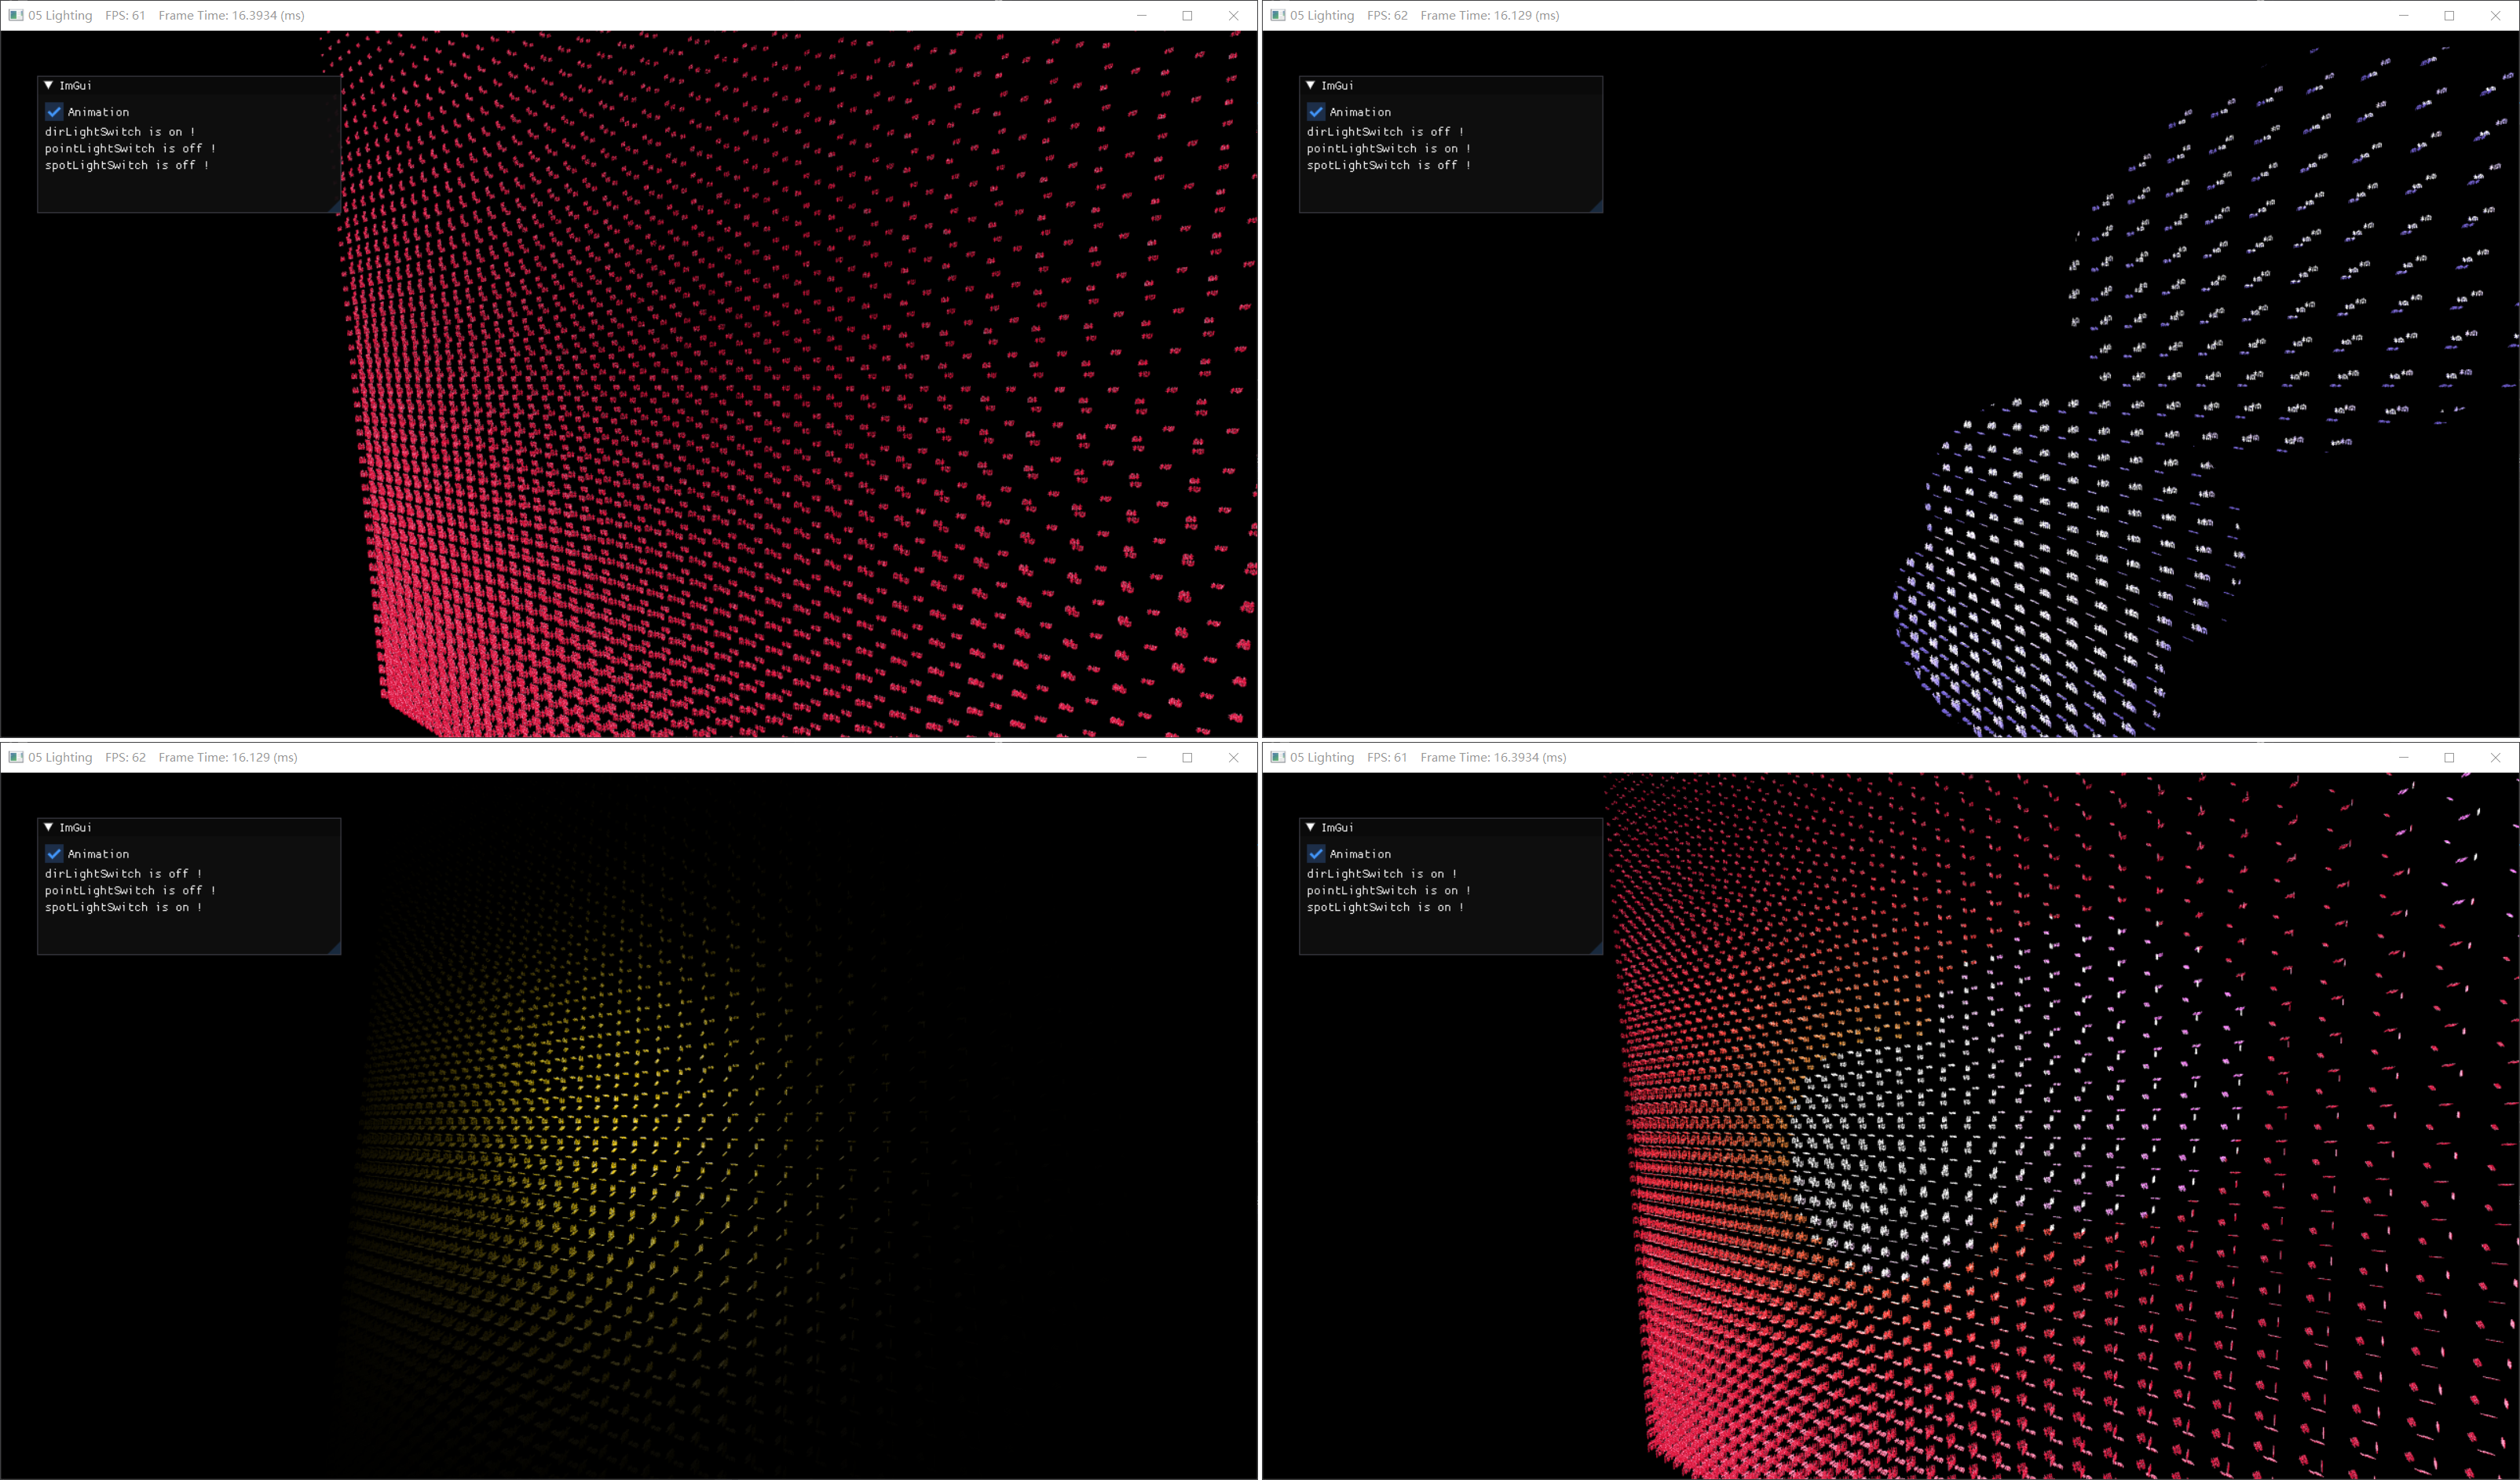 05 Lighting FPS: 61 Frame Time: 16.3934 (ms)
ImGui
Animation
dirLightSwitch is on !
pointLightSwitch is off !
spotLightSwitch is off !
05 Lighting FPS: 62 Frame Time: 16.129 (ms)
ImGui
Animation
dirLightSwitch is off !
pointLightSwitch is on !
spotLightSwitch is off !
05 Lighting FPS: 62 Frame Time: 16.129 (ms)
ImGui
Animation
dirLightSwitch is off !
pointLightSwitch is off !
spotLightSwitch is on !
05 Lighting FPS: 61 Frame Time: 16.3934 (ms)
ImGui
Animation
dirLightSwitch is on !
pointLightSwitch is on !
spotLightSwitch is on !